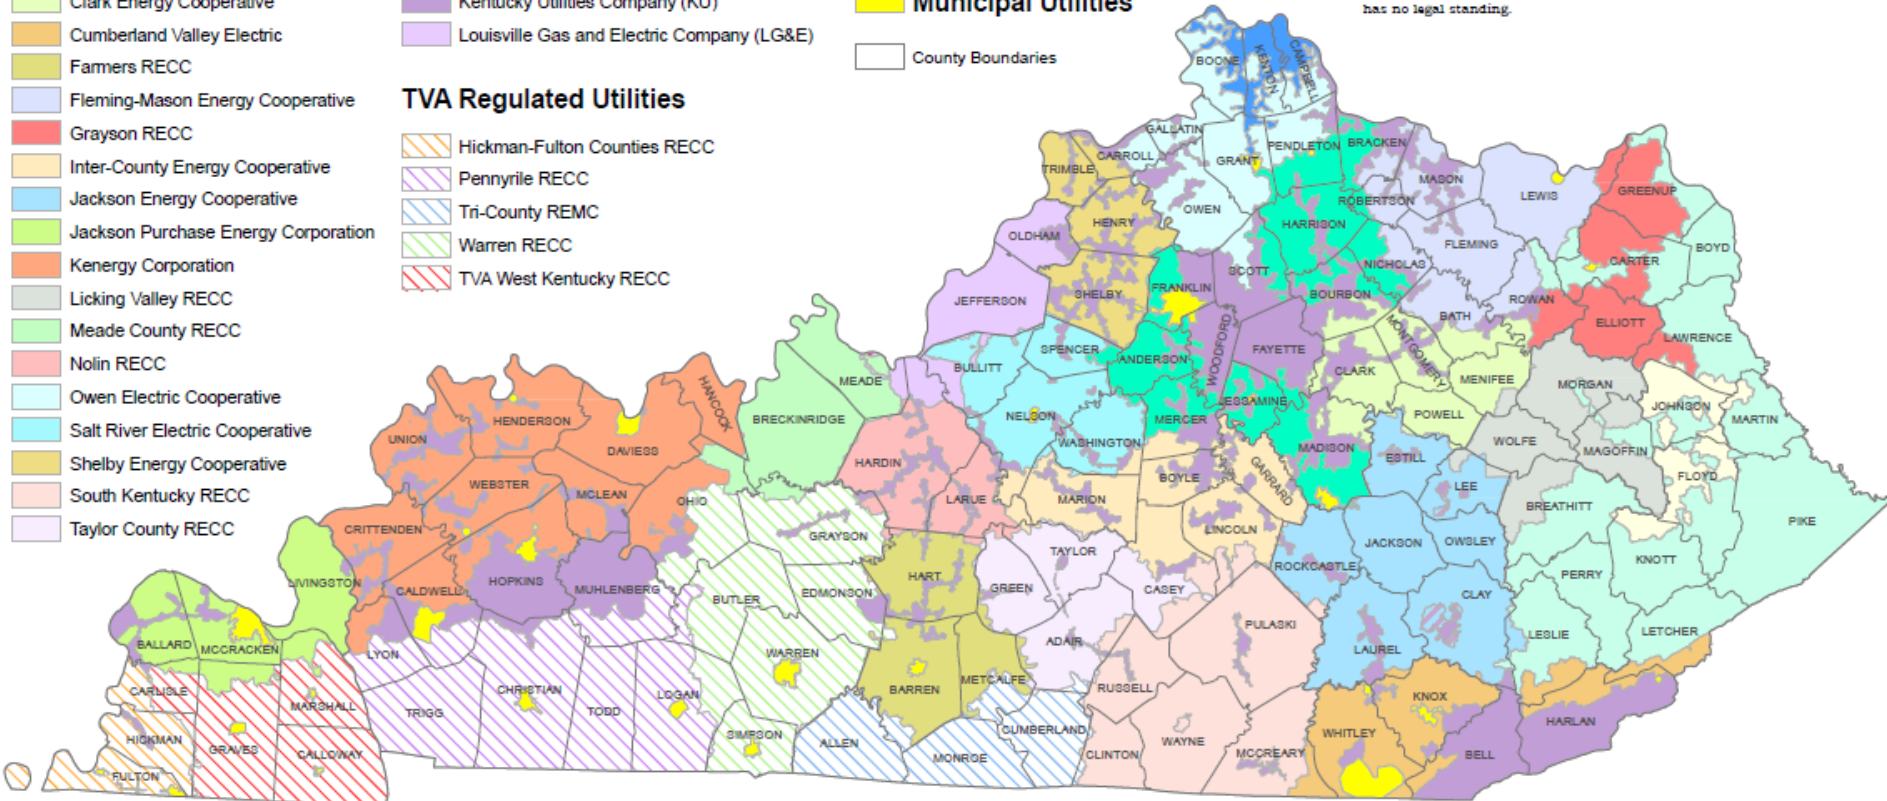 Clark Energy Cooperative
Cumberland Valley Electric
Farmers RECC
Fleming-Mason Energy Cooperative
Grayson RECC
Inter-County Energy Cooperative
Jackson Energy Cooperative
Jackson Purchase Energy Corporation
Kenergy Corporation
Licking Valley RECC
Meade County RECC
Nolin RECC
Owen Electric Cooperative
Salt River Electric Cooperative
Shelby Energy Cooperative
South Kentucky RECC
Taylor County RECC
Kentucky Utilities Company (KU)
Louisville Gas and Electric Company (LG&E)
TVA Regulated Utilities
Hickman-Fulton Counties RECC
Pennyrile RECC
Tri-County REMC
Warren RECC
TVA West Kentucky RECC
Municipal Utilities
County Boundaries
has no legal standing.
BOONE
KENTON
CAMPBELL
GALLATIN
CARROLL
TRIMBLE
GRANT
PENDLETON
BRACKEN
MASON
ROBERTSON
LEWIS
GREENUP
OWEN
HENRY
OLDHAM
HARRISON
FLEMING
NICHOLAS
CARTER
BOYD
JEFFERSON
SHELBY
FRANKLIN
SCOTT
BOURBON
BATH
ROWAN
ELLIOTT
LAWRENCE
BULLITT
SPENCER
ANDERSON
WOODFORD
FAYETTE
CLARK
MONTGOMERY
MENIFEE
MORGAN
MEADE
HANCOCK
BRECKINRIDGE
NELSON
WASHINGTON
MERCER
JESSAMINE
MADISON
POWELL
WOLFE
MAGOFFIN
JOHNSON
MARTIN
UNION
HENDERSON
DAVIESS
HARDIN
LARUE
MARION
BOYLE
GARRARD
ESTILL
LEE
BREATHITT
FLOYD
PIKE
WEBSTER
MCLEAN
OHIO
CRITTENDEN
GRAYSON
LINCOLN
ROCKCASTLE
JACKSON
OWSLEY
PERRY
KNOTT
LIVINGSTON
CALDWELL
HOPKINS
MUHLENBERG
BUTLER
EDMONSON
HART
GREEN
TAYLOR
CASEY
CLAY
LESLIE
LETCHER
BALLARD
MCCRACKEN
LYON
WARREN
ADAIR
PULASKI
LAUREL
CARLISLE
MARSHALL
TRIGG
CHRISTIAN
TODD
LOGAN
BARREN
METCALFE
RUSSELL
KNOX
HARLAN
HICKMAN
GRAVES
CALLOWAY
FULTON
SIMPSON
ALLEN
MONROE
CUMBERLAND
CLINTON
WAYNE
MCCREARY
WHITLEY
BELL